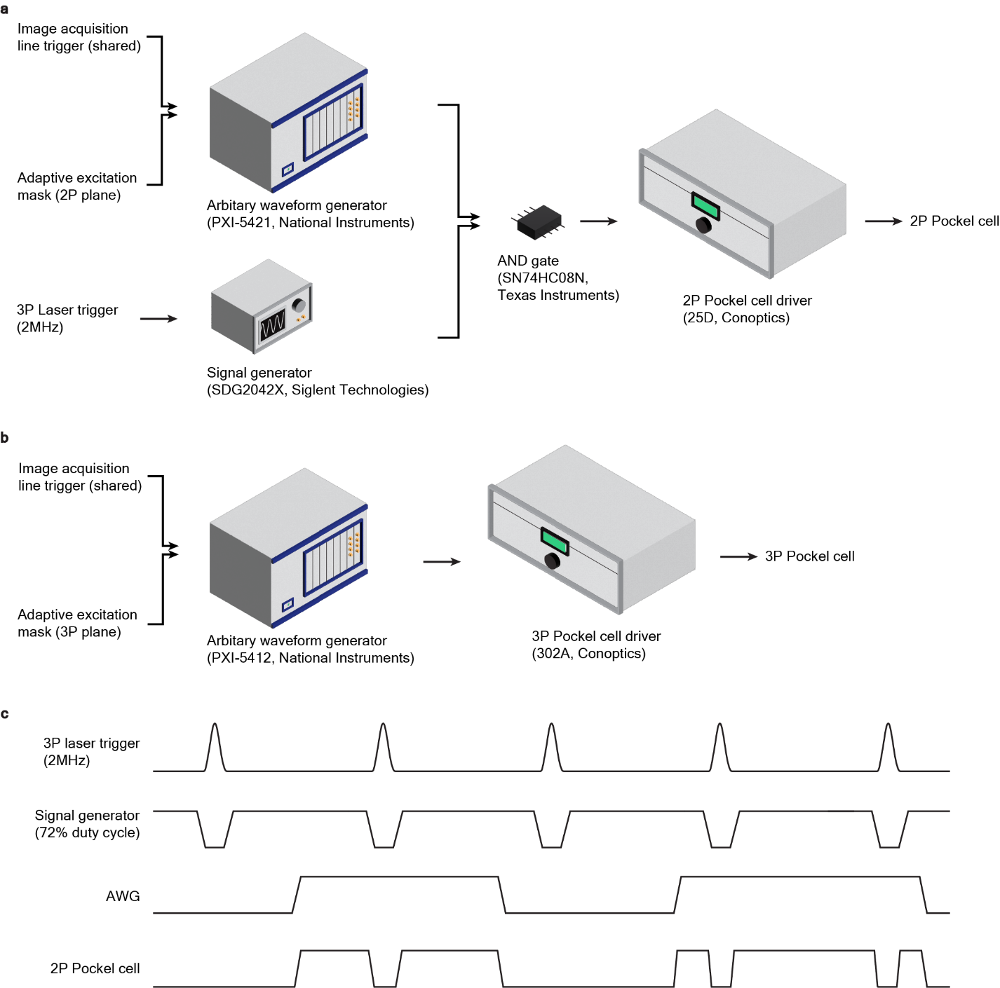 a
Image acquisition
line trigger (shared)
Adaptive excitation
mask (2P plane)
Arbitary waveform generator
(PXI-5421, National Instruments)
3P Laser trigger
(2MHz)
Signal generator
(SDG2042X, Siglent Technologies)
AND gate
(SN74HC08N,
Texas Instruments)
2P Pockel cell driver
(25D, Conoptics)
2P Pockel cell
b
Image acquisition
line trigger (shared)
Adaptive excitation
mask (3P plane)
Arbitary waveform generator
(PXI-5412, National Instruments)
3P Pockel cell driver
(302A, Conoptics)
3P Pockel cell
c
3P laser trigger
(2MHz)
Signal generator
(72% duty cycle)
AWG
2P Pockel cell